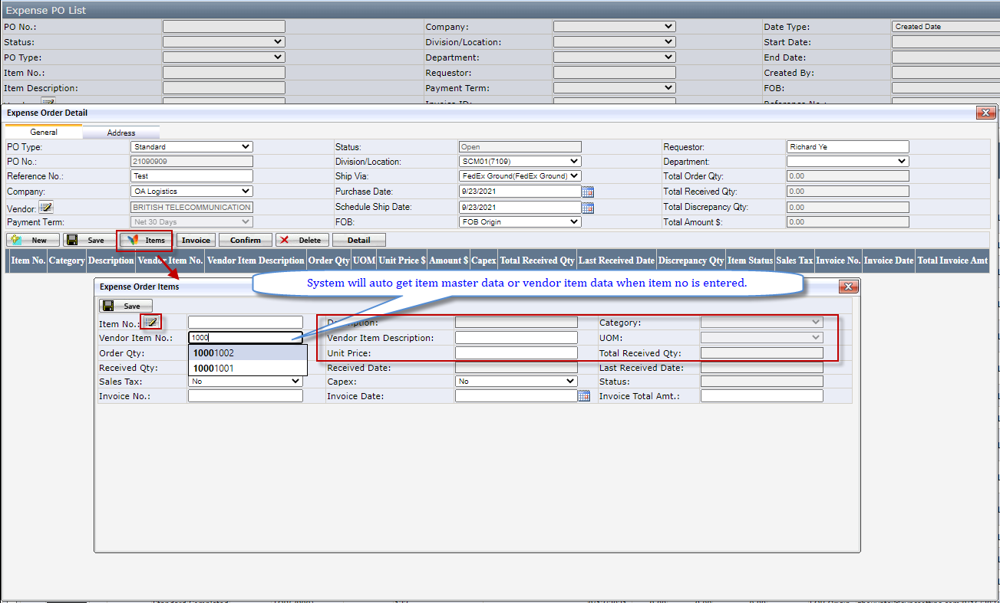 Expense PO List
PO No.: Company: Date Type: Created Date
Status: Division/Location: Start Date:
PO Type: Department: End Date:
Item No.: Requestor: Created By:
Item Description: Payment Term: FOB:
Expense Order Detail
General Address
PO Type: Standard Status: Open Requestor: Richard Ye
PO No.: 21090909 Division/Location: SCM01(7109) Department:
Reference No.: Test Ship Via: FedEx Ground(FedEx Ground) Total Order Qty: 0.00
Company: OA Logistics Purchase Date: 9/23/2021 Total Received Qty: 0.00
Vendor: BRITISH TELECOMMUNICATION Schedule Ship Date: 9/23/2021 Total Discrepancy Qty: 0.00
Payment Term: Net 30 Days FOB: FOB Origin Total Amount $: 0.00
New Save Items Invoice Confirm Delete Detail
Item No. Category Description Vendor Item No. Vendor Item Description Order Qty UOM Unit Price $ Amount $ Capex Total Received Qty Last Received Date Discrepancy Qty Item Status Sales Tax Invoice No. Invoice Date Total Invoice Amt
System will auto get item master data or vendor item data when item no is entered.
Expense Order Items
Save
Item No.: Description: Category:
Vendor Item No.: 1000 Vendor Item Description: UOM:
Order Qty: 10001002 Unit Price: Total Received Qty:
Received Qty: 10001001 Received Date: Last Received Date:
Sales Tax: No Capex: No Status:
Invoice No.: Invoice Date: Invoice Total Amt.: